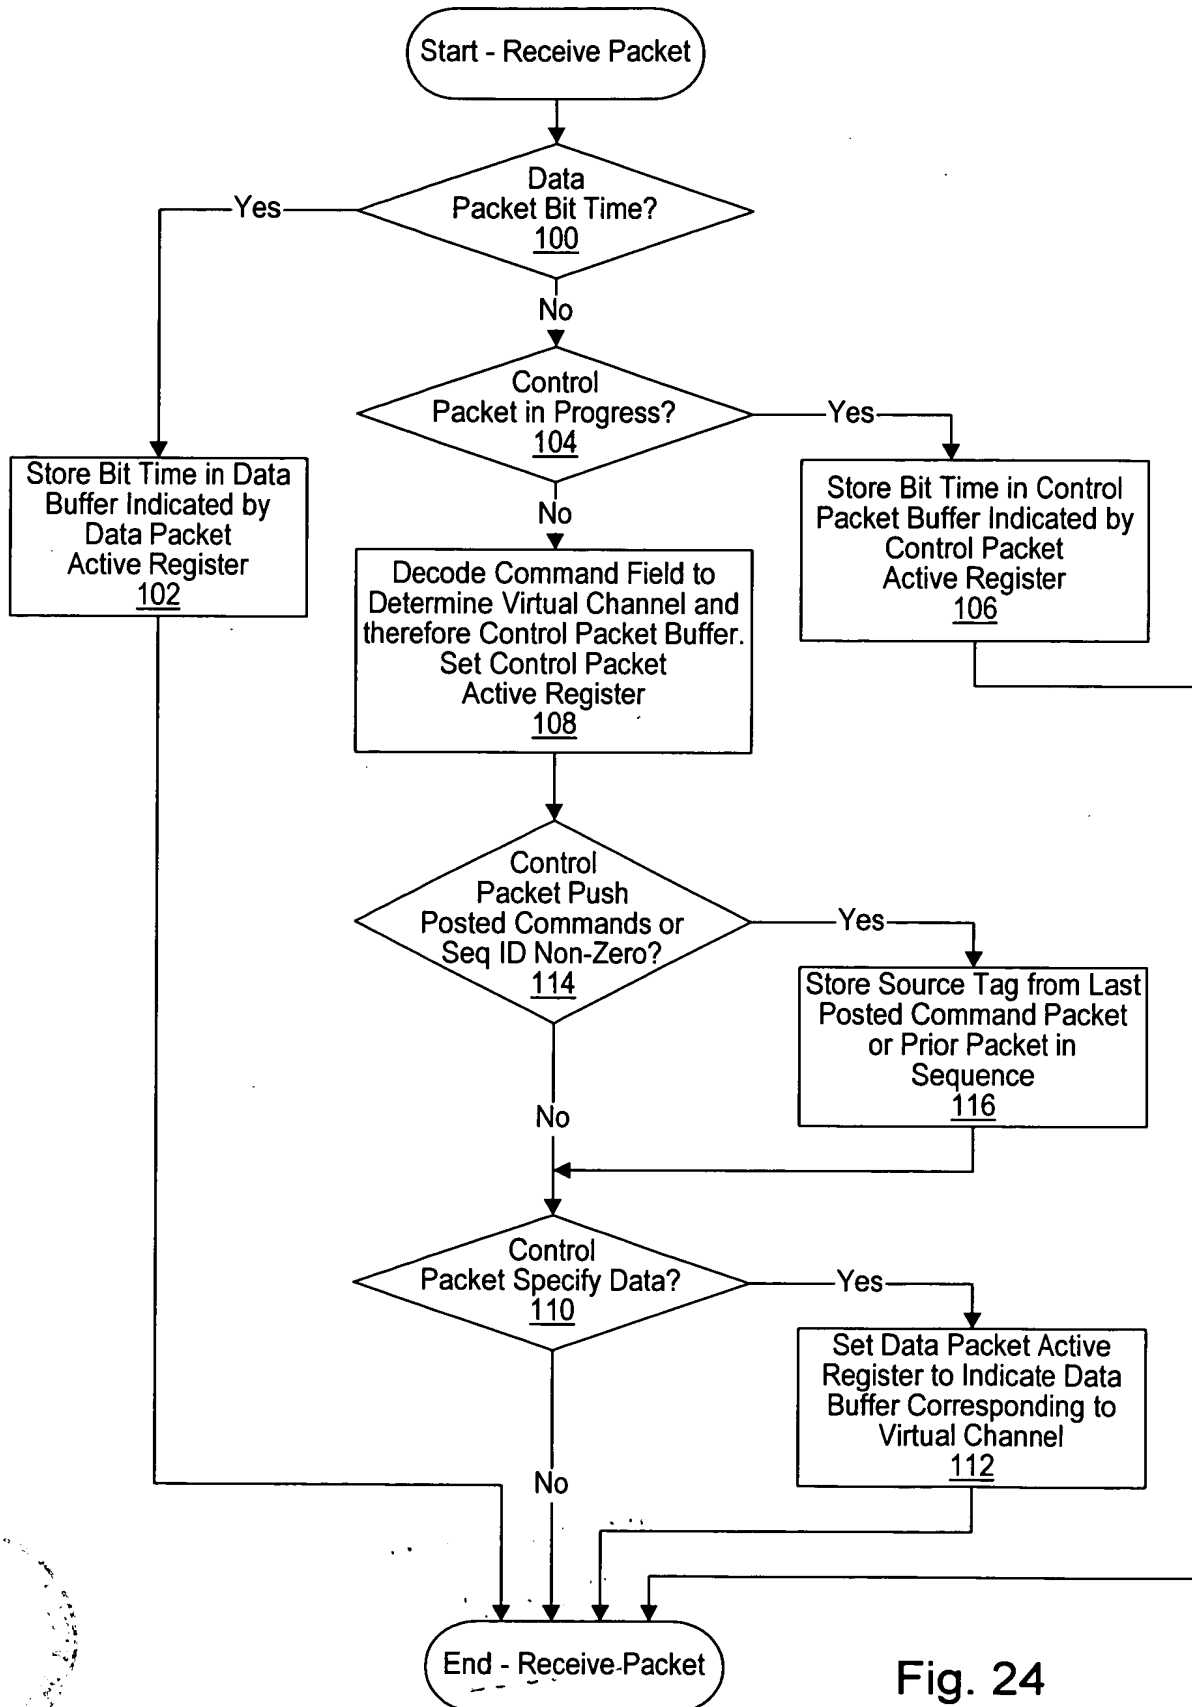 Start - Receive Packet
Data
Packet Bit Time?
100
Yes
No
Control
Packet in Progress?
104
Yes
No
Store Bit Time in Data
Buffer Indicated by
Data Packet
Active Register
102
Store Bit Time in Control
Packet Buffer Indicated by
Control Packet
Active Register
106
Decode Command Field to
Determine Virtual Channel and
therefore Control Packet Buffer.
Set Control Packet
Active Register
108
Control
Packet Push
Posted Commands or
Seq ID Non-Zero?
114
Yes
Store Source Tag from Last
Posted Command Packet
or Prior Packet in
Sequence
116
No
Control
Packet Specify Data?
110
Yes
Set Data Packet Active
Register to Indicate Data
Buffer Corresponding to
Virtual Channel
112
No
End - Receive Packet
Fig. 24